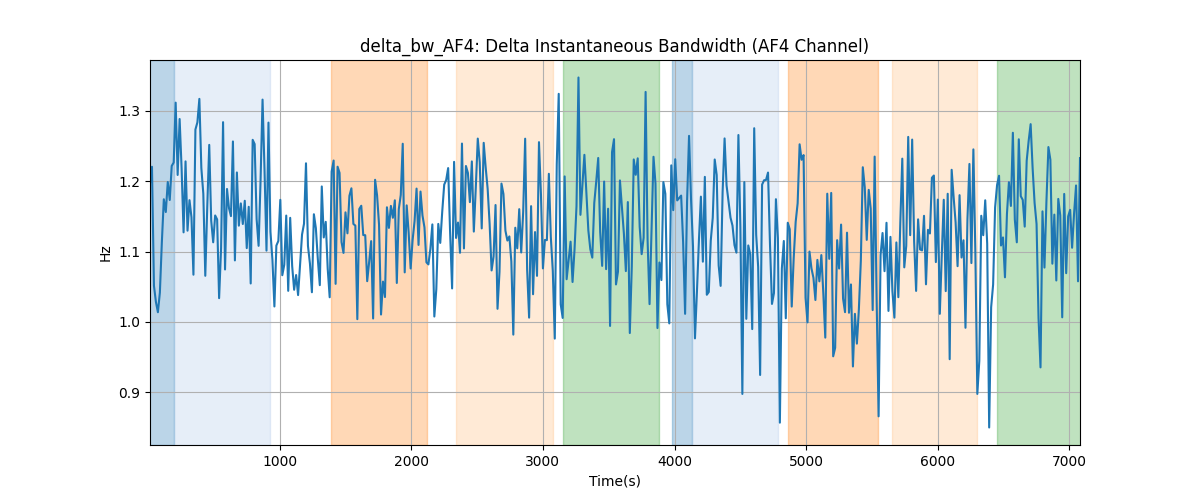 delta_bw_AF4: Delta Instantaneous Bandwidth (AF4 Channel)
1.3
1.2
1.1
1.0
0.9
Hz
1000 2000 3000 4000 5000 6000 7000
Time(s)